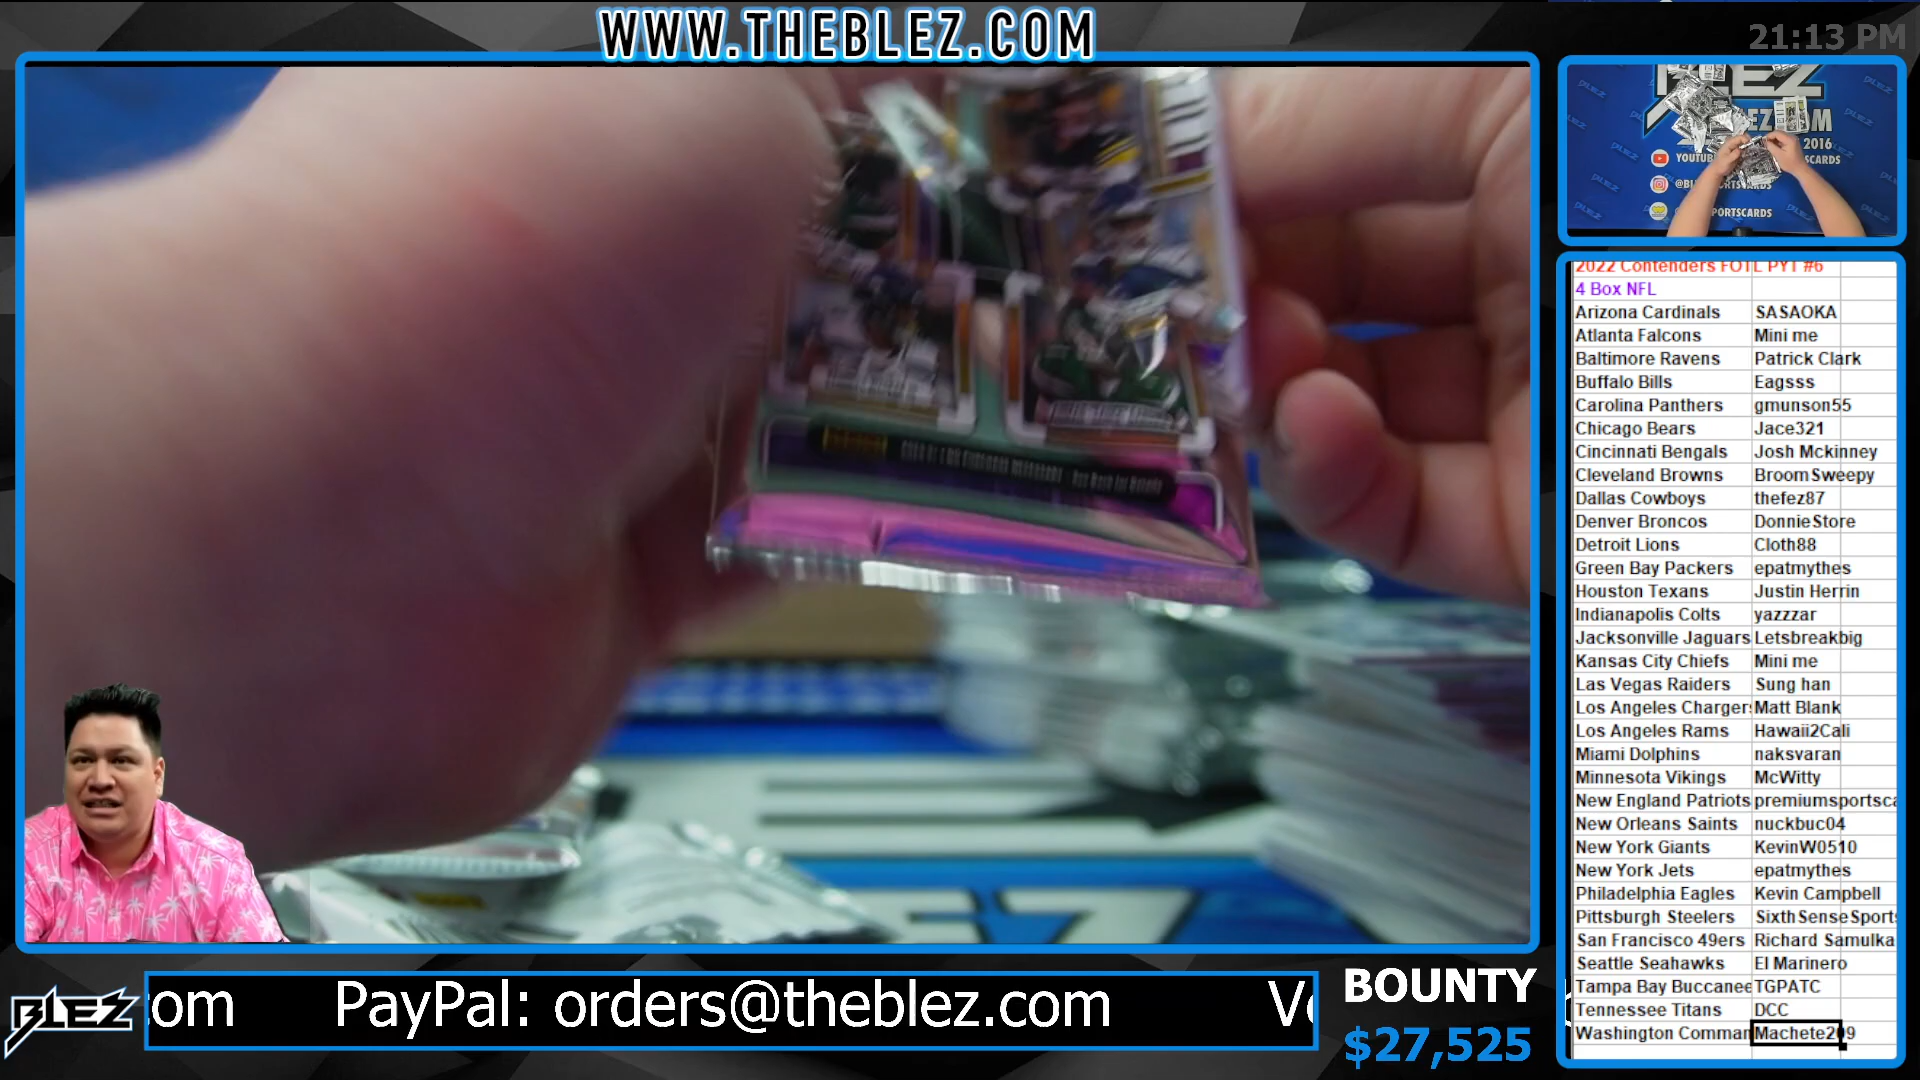 WWW.THEBLEZ.COM
21:13 PM
BLEZ
2016
2022 Contenders FOTL PYT #6
4 Box NFL
Arizona Cardinals SASAOKA
Atlanta Falcons Mini me
Baltimore Ravens Patrick Clark
Buffalo Bills Eagsss
Carolina Panthers gmunson55
Chicago Bears Jace321
Cincinnati Bengals Josh Mckinney
Cleveland Browns BroomSweepy
Dallas Cowboys thefez87
Denver Broncos DonnieStore
Detroit Lions Cloth88
Green Bay Packers epatmythes
Houston Texans Justin Herrin
Indianapolis Colts yazzzar
Jacksonville Jaguars Letsbreakbig
Kansas City Chiefs Mini me
Las Vegas Raiders Sung han
Los Angeles Charger Matt Blank
Los Angeles Rams Hawaii2Cali
Miami Dolphins naksvaran
Minnesota Vikings McWitty
New England Patriots premiumsportsca
New Orleans Saints nuckbuc04
New York Giants KevinW0510
New York Jets epatmythes
Philadelphia Eagles Kevin Campbell
Pittsburgh Steelers SixthSenseSports
San Francisco 49ers Richard Samulka
Seattle Seahawks El Marinero
Tampa Bay Buccanee TGPATC
Tennessee Titans DCC
Washington Comman Machete209
BLEZ
com PayPal: orders@theblez.com
BOUNTY
$27,525